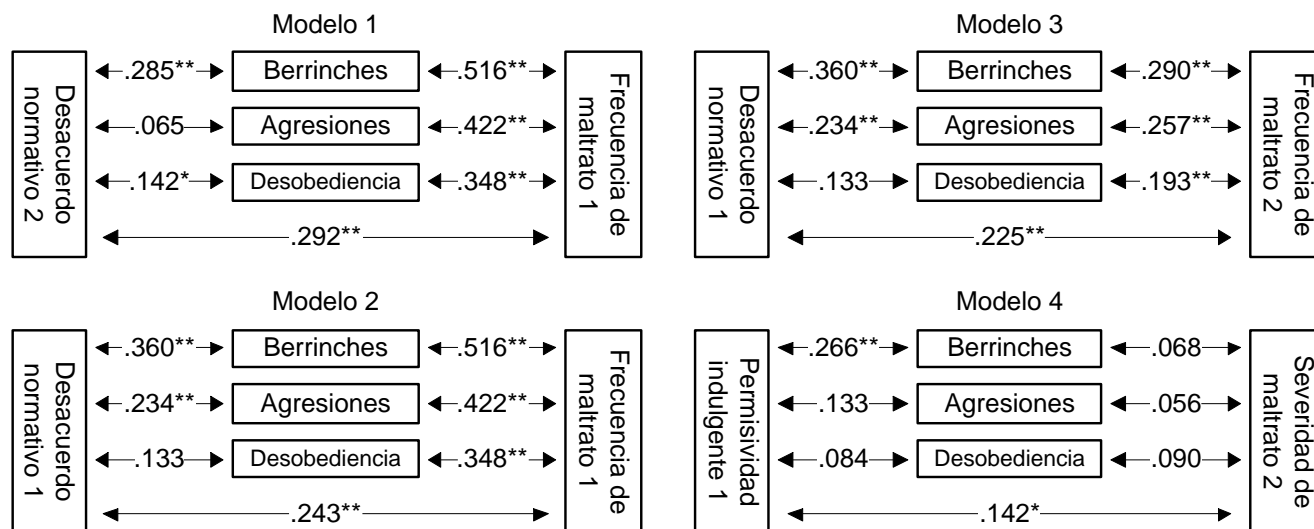 Modelo 1
Desacuerdo
normativo 2
.285**
Berrinches
.516**
.065
Agresiones
.422**
.142*
Desobediencia
.348**
.292**
Frecuencia de
maltrato 1
Modelo 3
Desacuerdo
normativo 1
.360**
Berrinches
.290**
.234**
Agresiones
.257**
.133
Desobediencia
.193**
.225**
Frecuencia de
maltrato 2
Modelo 2
Desacuerdo
normativo 1
.360**
Berrinches
.516**
.234**
Agresiones
.422**
.133
Desobediencia
.348**
.243**
Frecuencia de
maltrato 1
Modelo 4
Permisividad
indulgente 1
.266**
Berrinches
.068
.133
Agresiones
.056
.084
Desobediencia
.090
.142*
Severidad de
maltrato 2